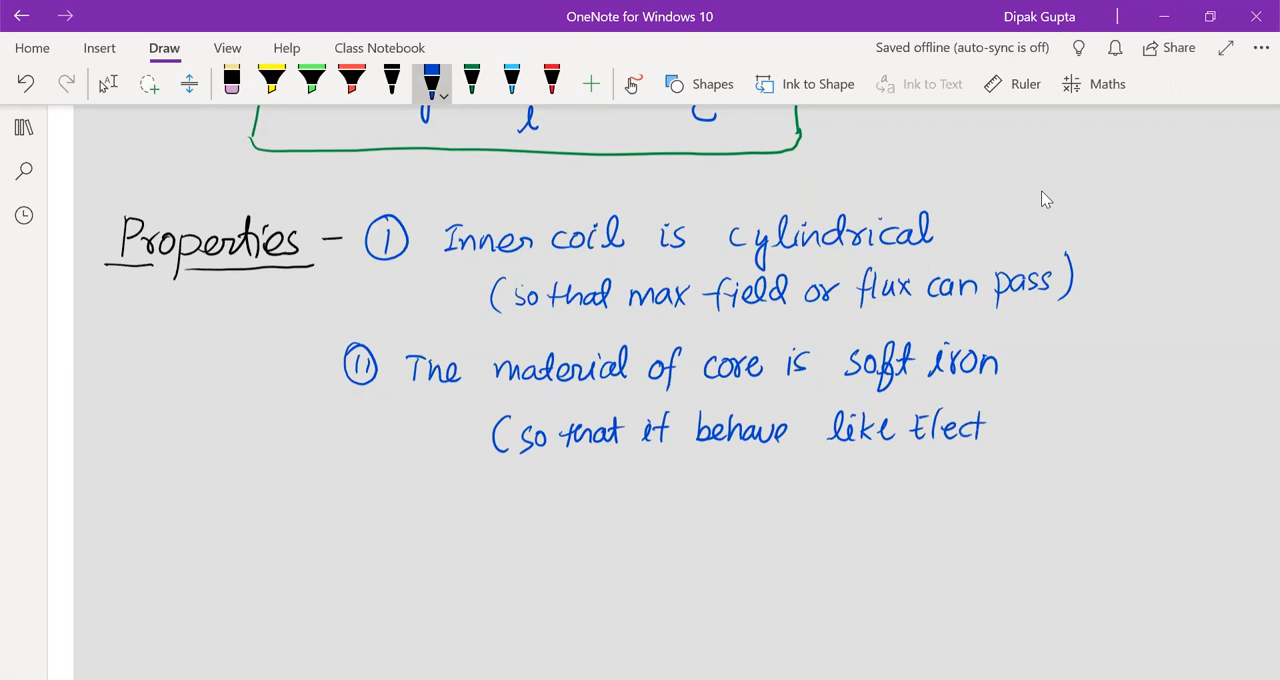 OneNote for Windows 10
Dipak Gupta
Home Insert Draw View Help Class Notebook
Saved offline (auto-sync is off) Share
Shapes Ink to Shape Ink to Text Ruler Maths
l
Properties - (i) Inner coil is cylindrical
(so that max field or flux can pass)
(ii) The material of core is soft iron
(so that it behave like Elect